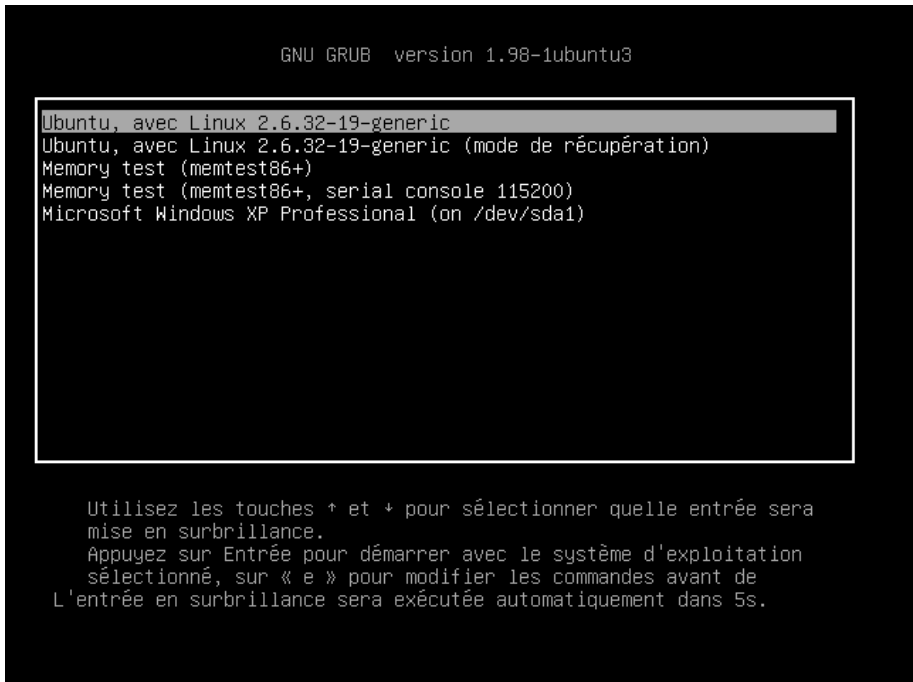 GNU GRUB  version 1.98-1ubuntu3
Ubuntu, avec Linux 2.6.32-19-generic
Ubuntu, avec Linux 2.6.32-19-generic (mode de récupération)
Memory test (memtest86+)
Memory test (memtest86+, serial console 115200)
Microsoft Windows XP Professional (on /dev/sda1)
Utilisez les touches ↑ et ↓ pour sélectionner quelle entrée sera
mise en surbrillance.
Appuyez sur Entrée pour démarrer avec le système d'exploitation
sélectionné, sur « e » pour modifier les commandes avant de
L'entrée en surbrillance sera exécutée automatiquement dans 5s.